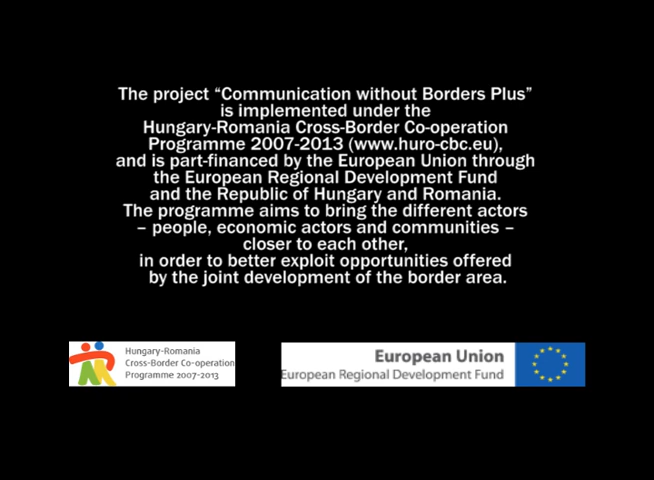 The project “Communication without Borders Plus”
is implemented under the
Hungary-Romania Cross-Border Co-operation
Programme 2007-2013 (www.huro-cbc.eu),
and is part-financed by the European Union through
the European Regional Development Fund
and the Republic of Hungary and Romania.
The programme aims to bring the different actors
– people, economic actors and communities –
closer to each other,
in order to better exploit opportunities offered
by the joint development of the border area.
Hungary-Romania
Cross-Border Co-operation
Programme 2007-2013
European Union
European Regional Development Fund